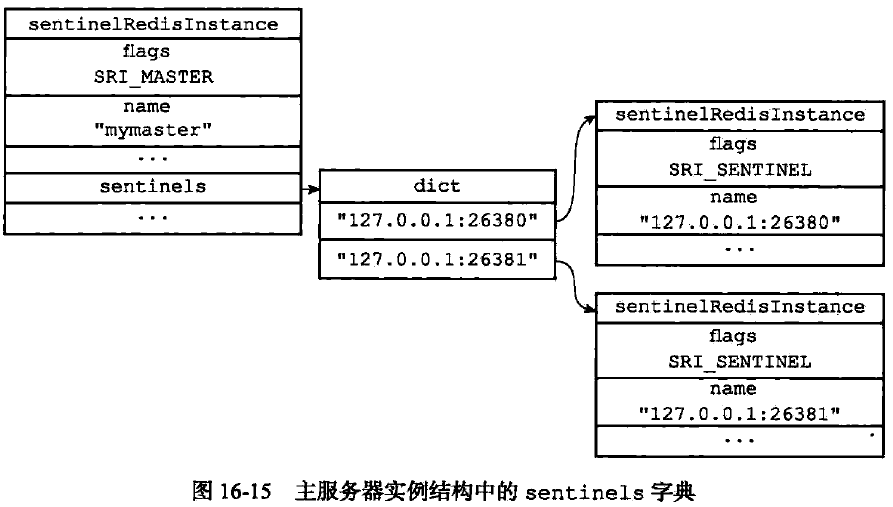 sentinelRedisInstance
flags
SRI_MASTER
name
"mymaster"
...
sentinels
...
dict
"127.0.0.1:26380"
"127.0.0.1:26381"
sentinelRedisInstance
flags
SRI_SENTINEL
name
"127.0.0.1:26380"
...
sentinelRedisInstance
flags
SRI_SENTINEL
name
"127.0.0.1:26381"
...
图 16-15 主服务器实例结构中的 sentinels 字典